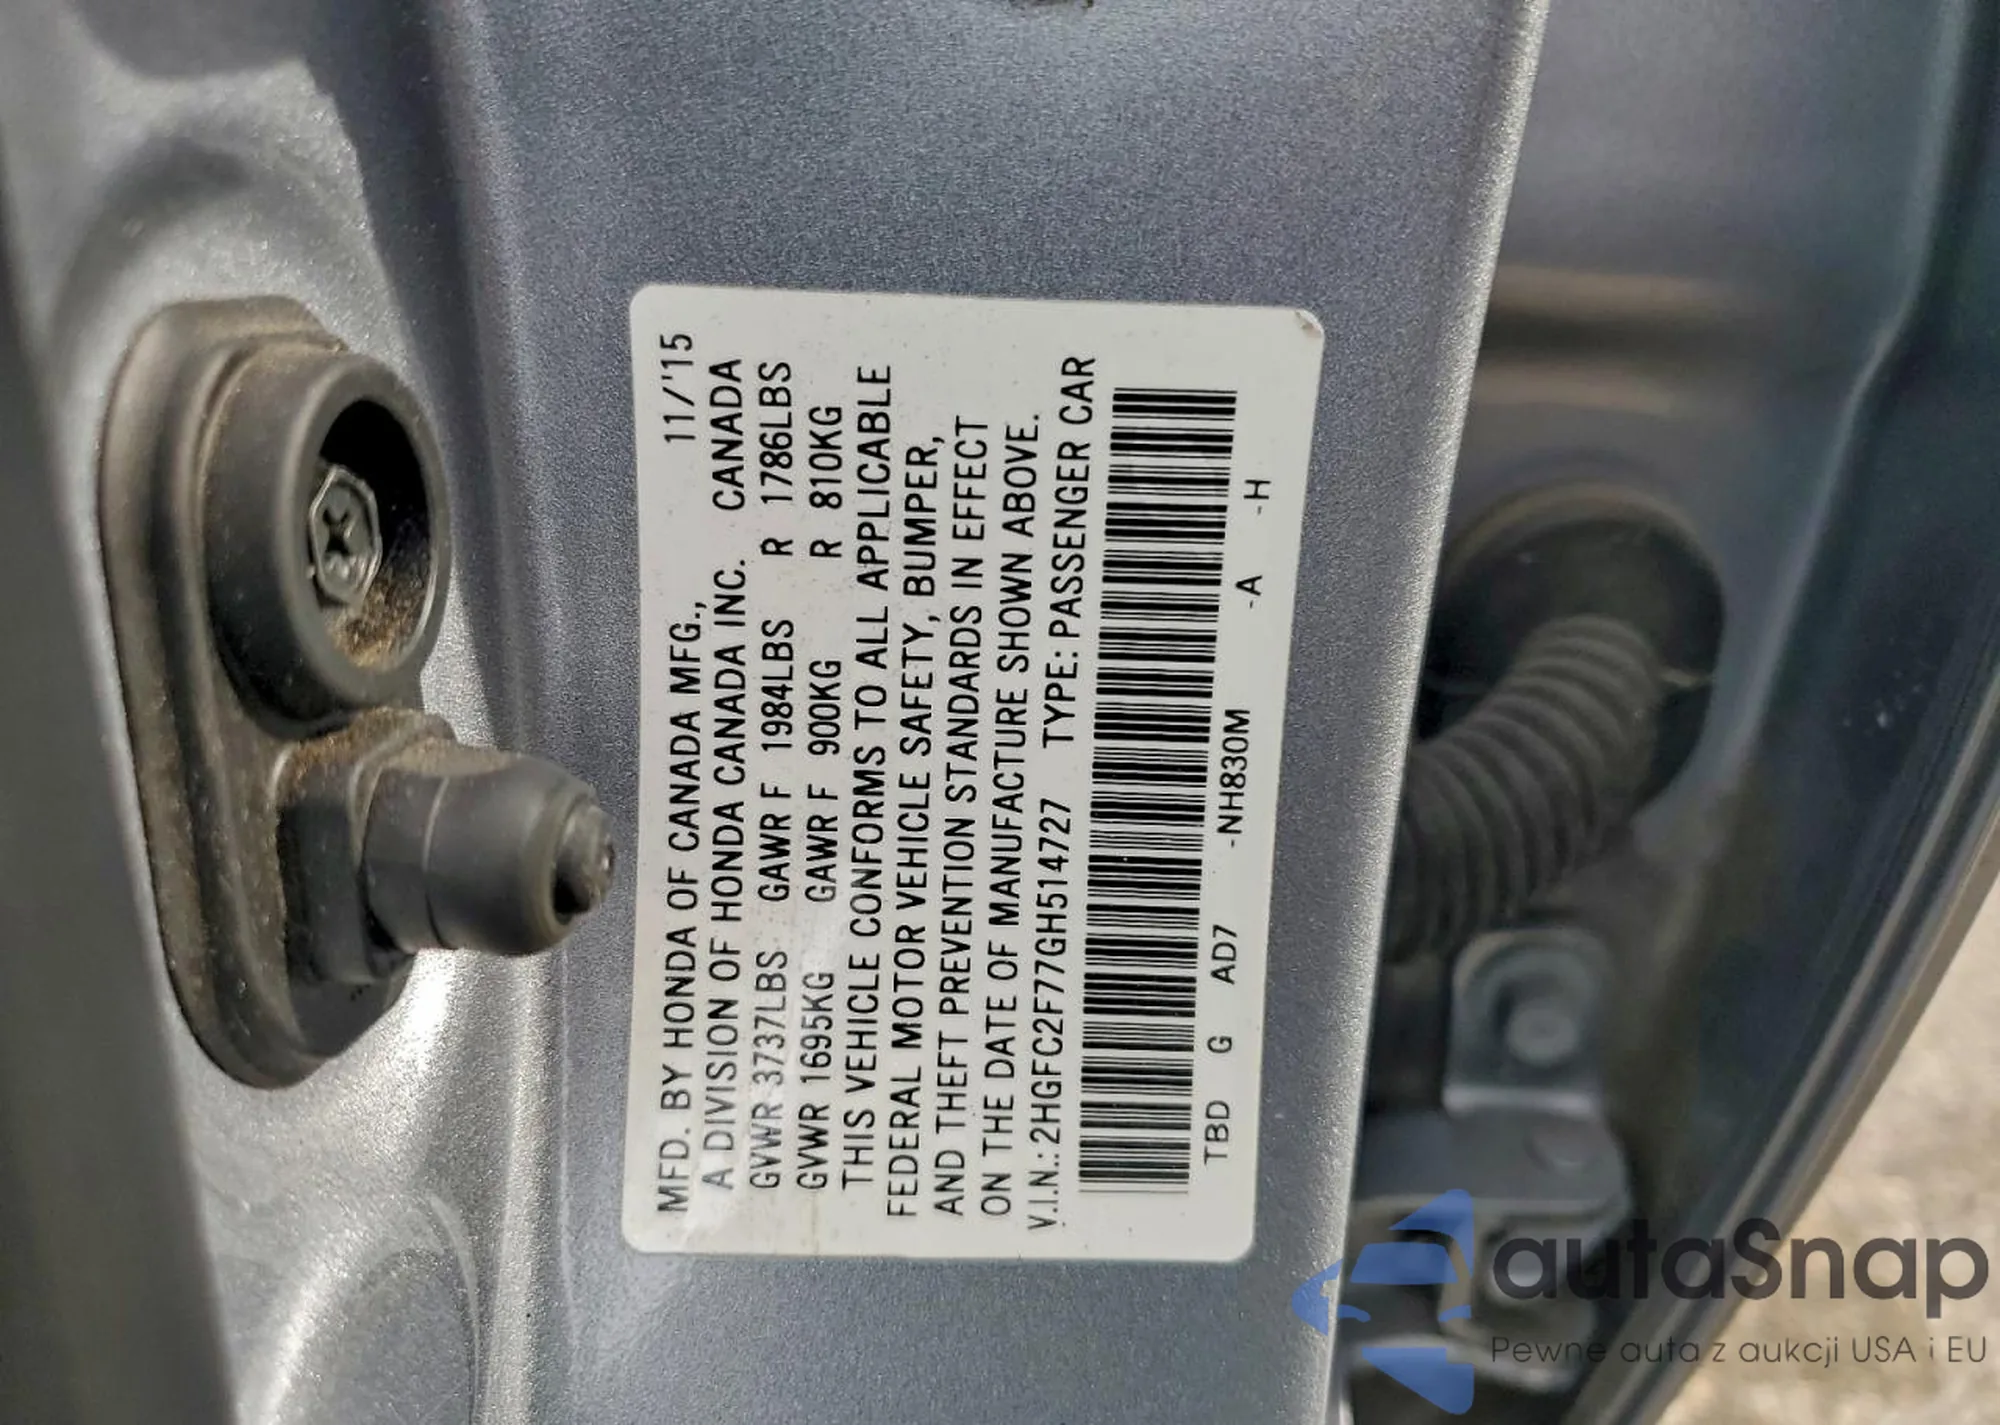 MFD. BY HONDA OF CANADA MFG., 11/'15
A DIVISION OF HONDA CANADA INC. CANADA
GVWR 3737LBS GAWR F 1984LBS R 1786LBS
GVWR 1695KG GAWR F 900KG R 810KG
THIS VEHICLE CONFORMS TO ALL APPLICABLE
FEDERAL MOTOR VEHICLE SAFETY, BUMPER,
AND THEFT PREVENTION STANDARDS IN EFFECT
ON THE DATE OF MANUFACTURE SHOWN ABOVE.
V.I.N.: 2HGFC2F77GH514727 TYPE: PASSENGER CAR
TBD G AD7 -NH830M -A -H
autaSnap
Pewne auta z aukcji USA i EU